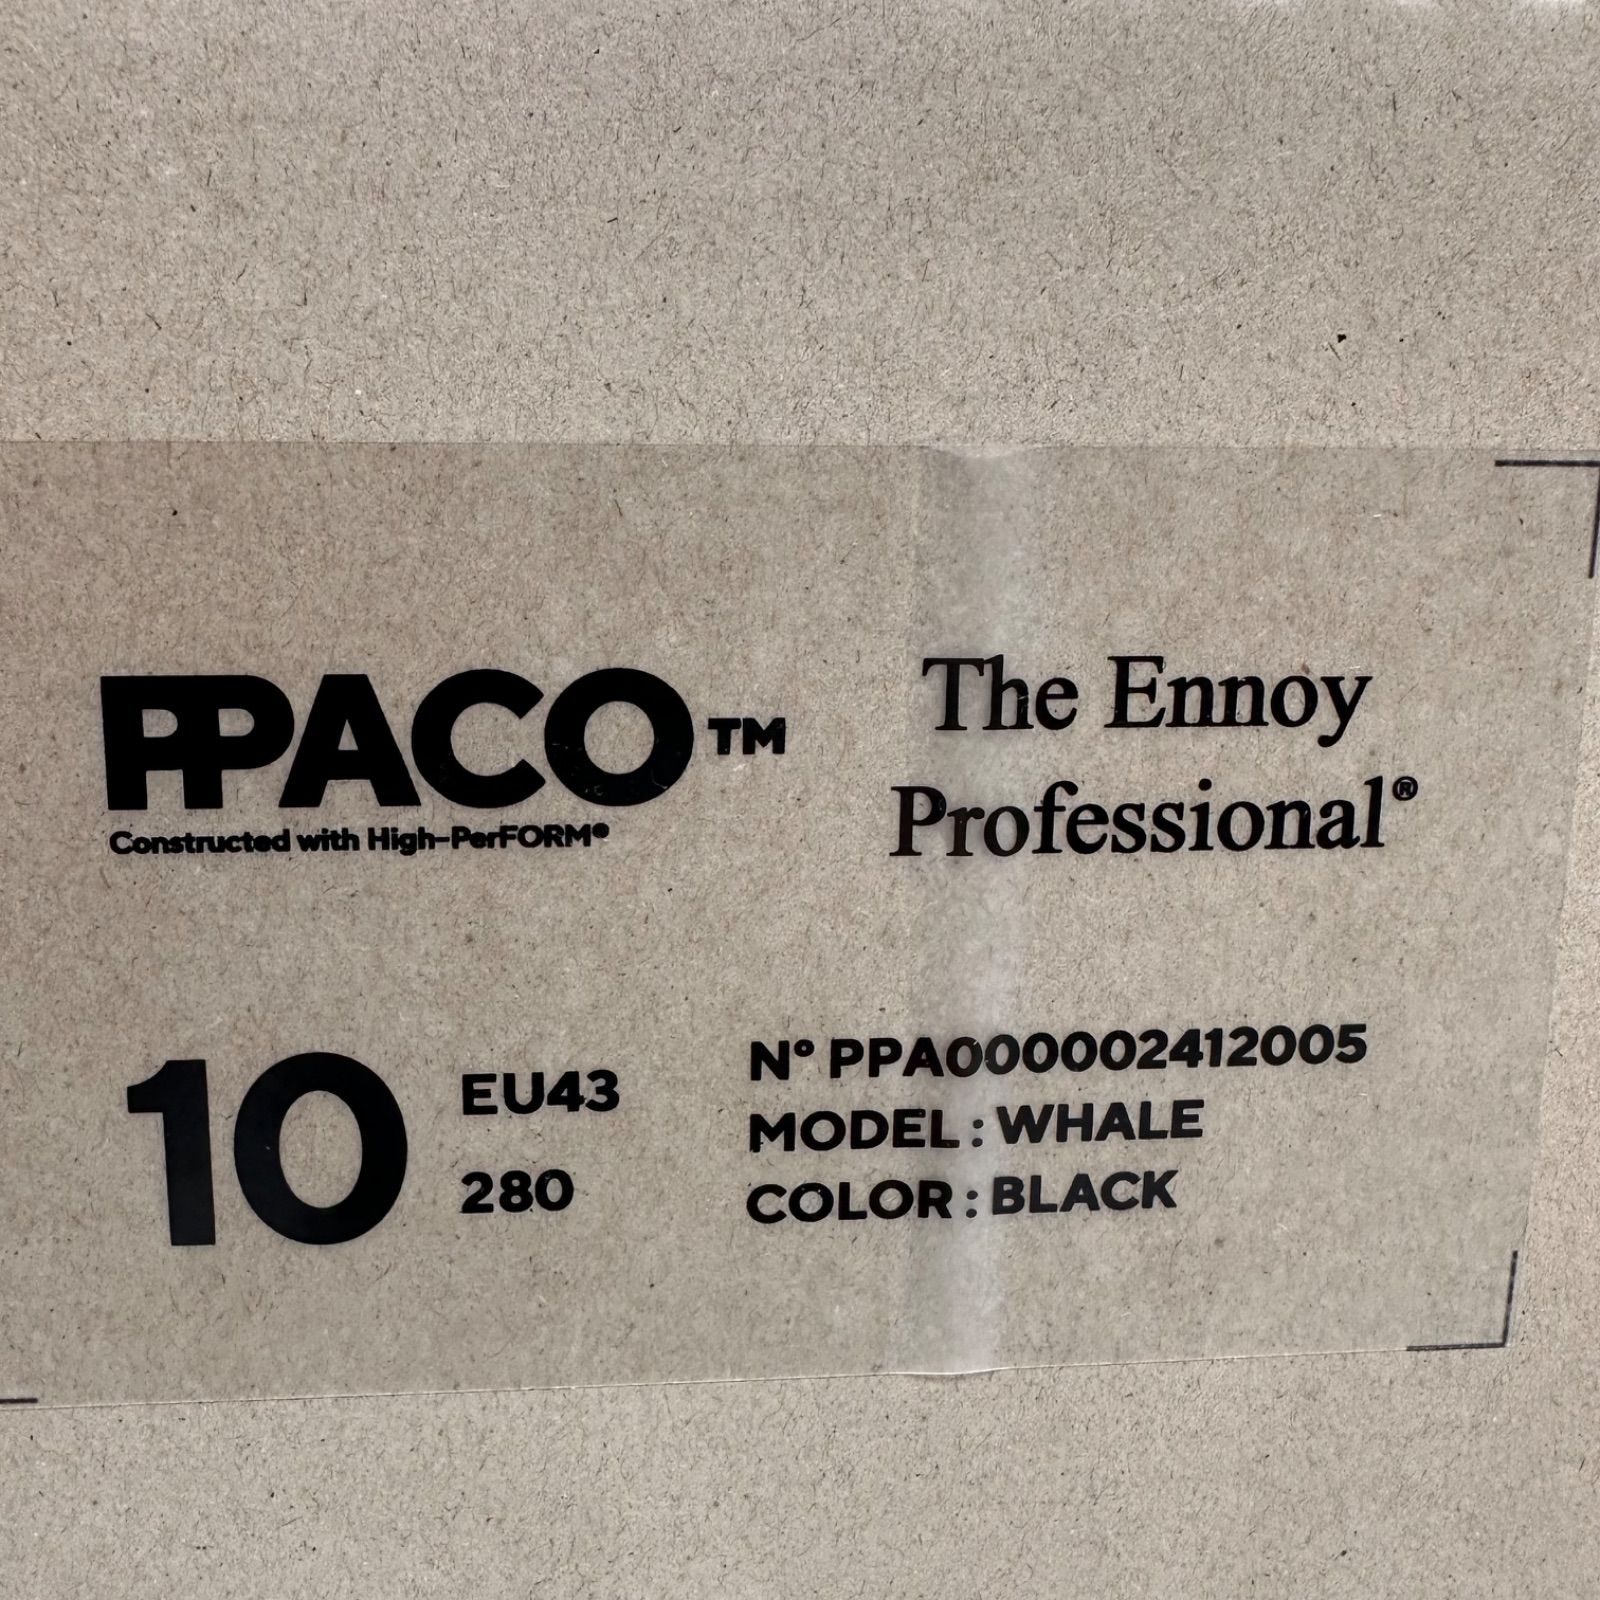 PPACO™
Constructed with High-PerFORM®
The Ennoy
Professional®
10
EU43
280
N° PPA000002412005
MODEL : WHALE
COLOR : BLACK